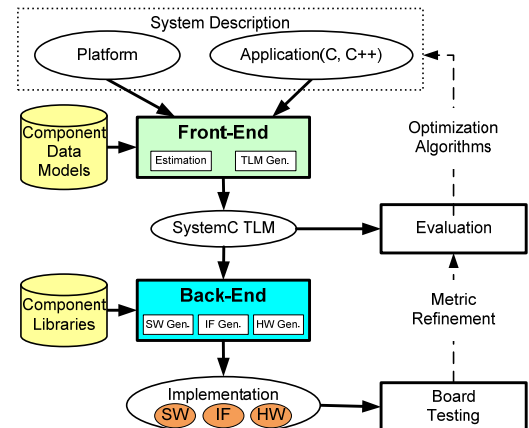 System Description
Platform
Application(C, C++)
Component
Data
Models
Front-End
Estimation
TLM Gen.
Optimization
Algorithms
SystemC TLM
Evaluation
Component
Libraries
Back-End
SW Gen.
IF Gen.
HW Gen.
Metric
Refinement
Implementation
SW
IF
HW
Board
Testing